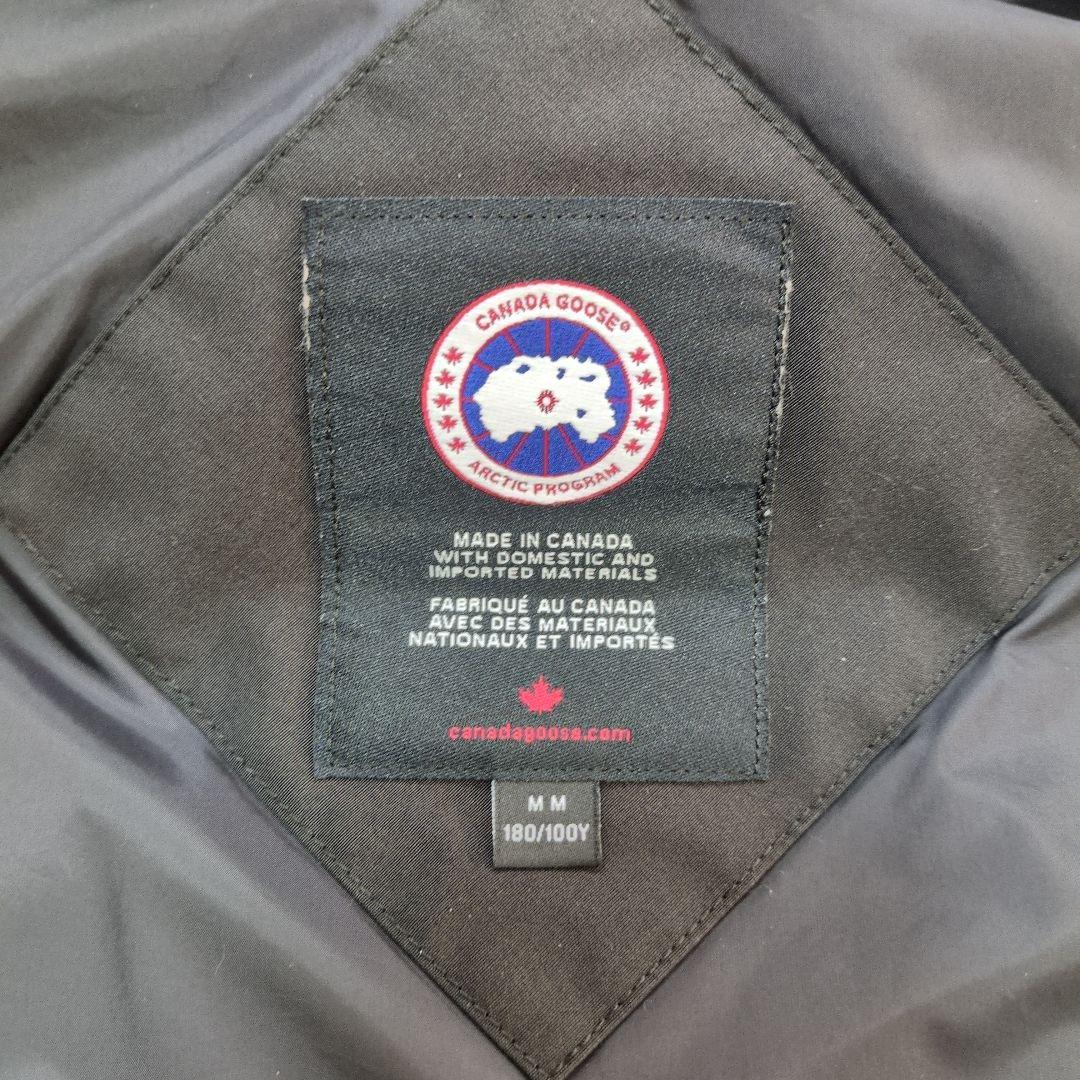 CANADA GOOSE®
ARCTIC PROGRAM
MADE IN CANADA
WITH DOMESTIC AND
IMPORTED MATERIALS
FABRIQUÉ AU CANADA
AVEC DES MATERIAUX
NATIONAUX ET IMPORTÉS
canadagoose.com
M M
180/100Y